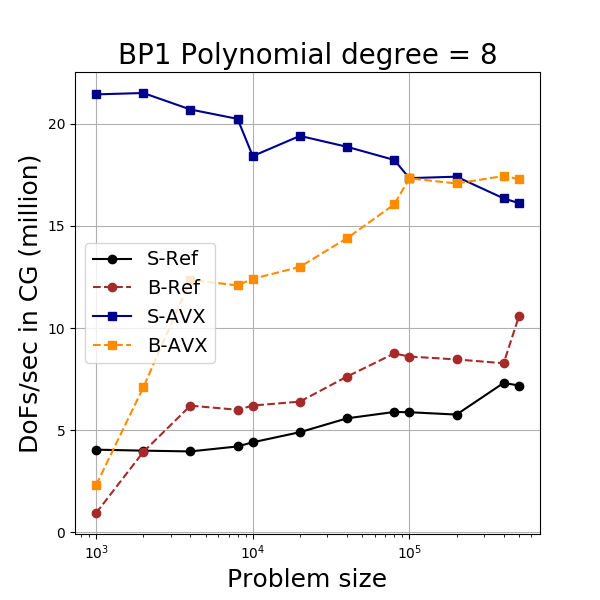 BP1 Polynomial degree = 8
DoFs/sec in CG (million)
20
15
10
5
0
S-Ref
B-Ref
S-AVX
B-AVX
10³
10⁴
10⁵
Problem size